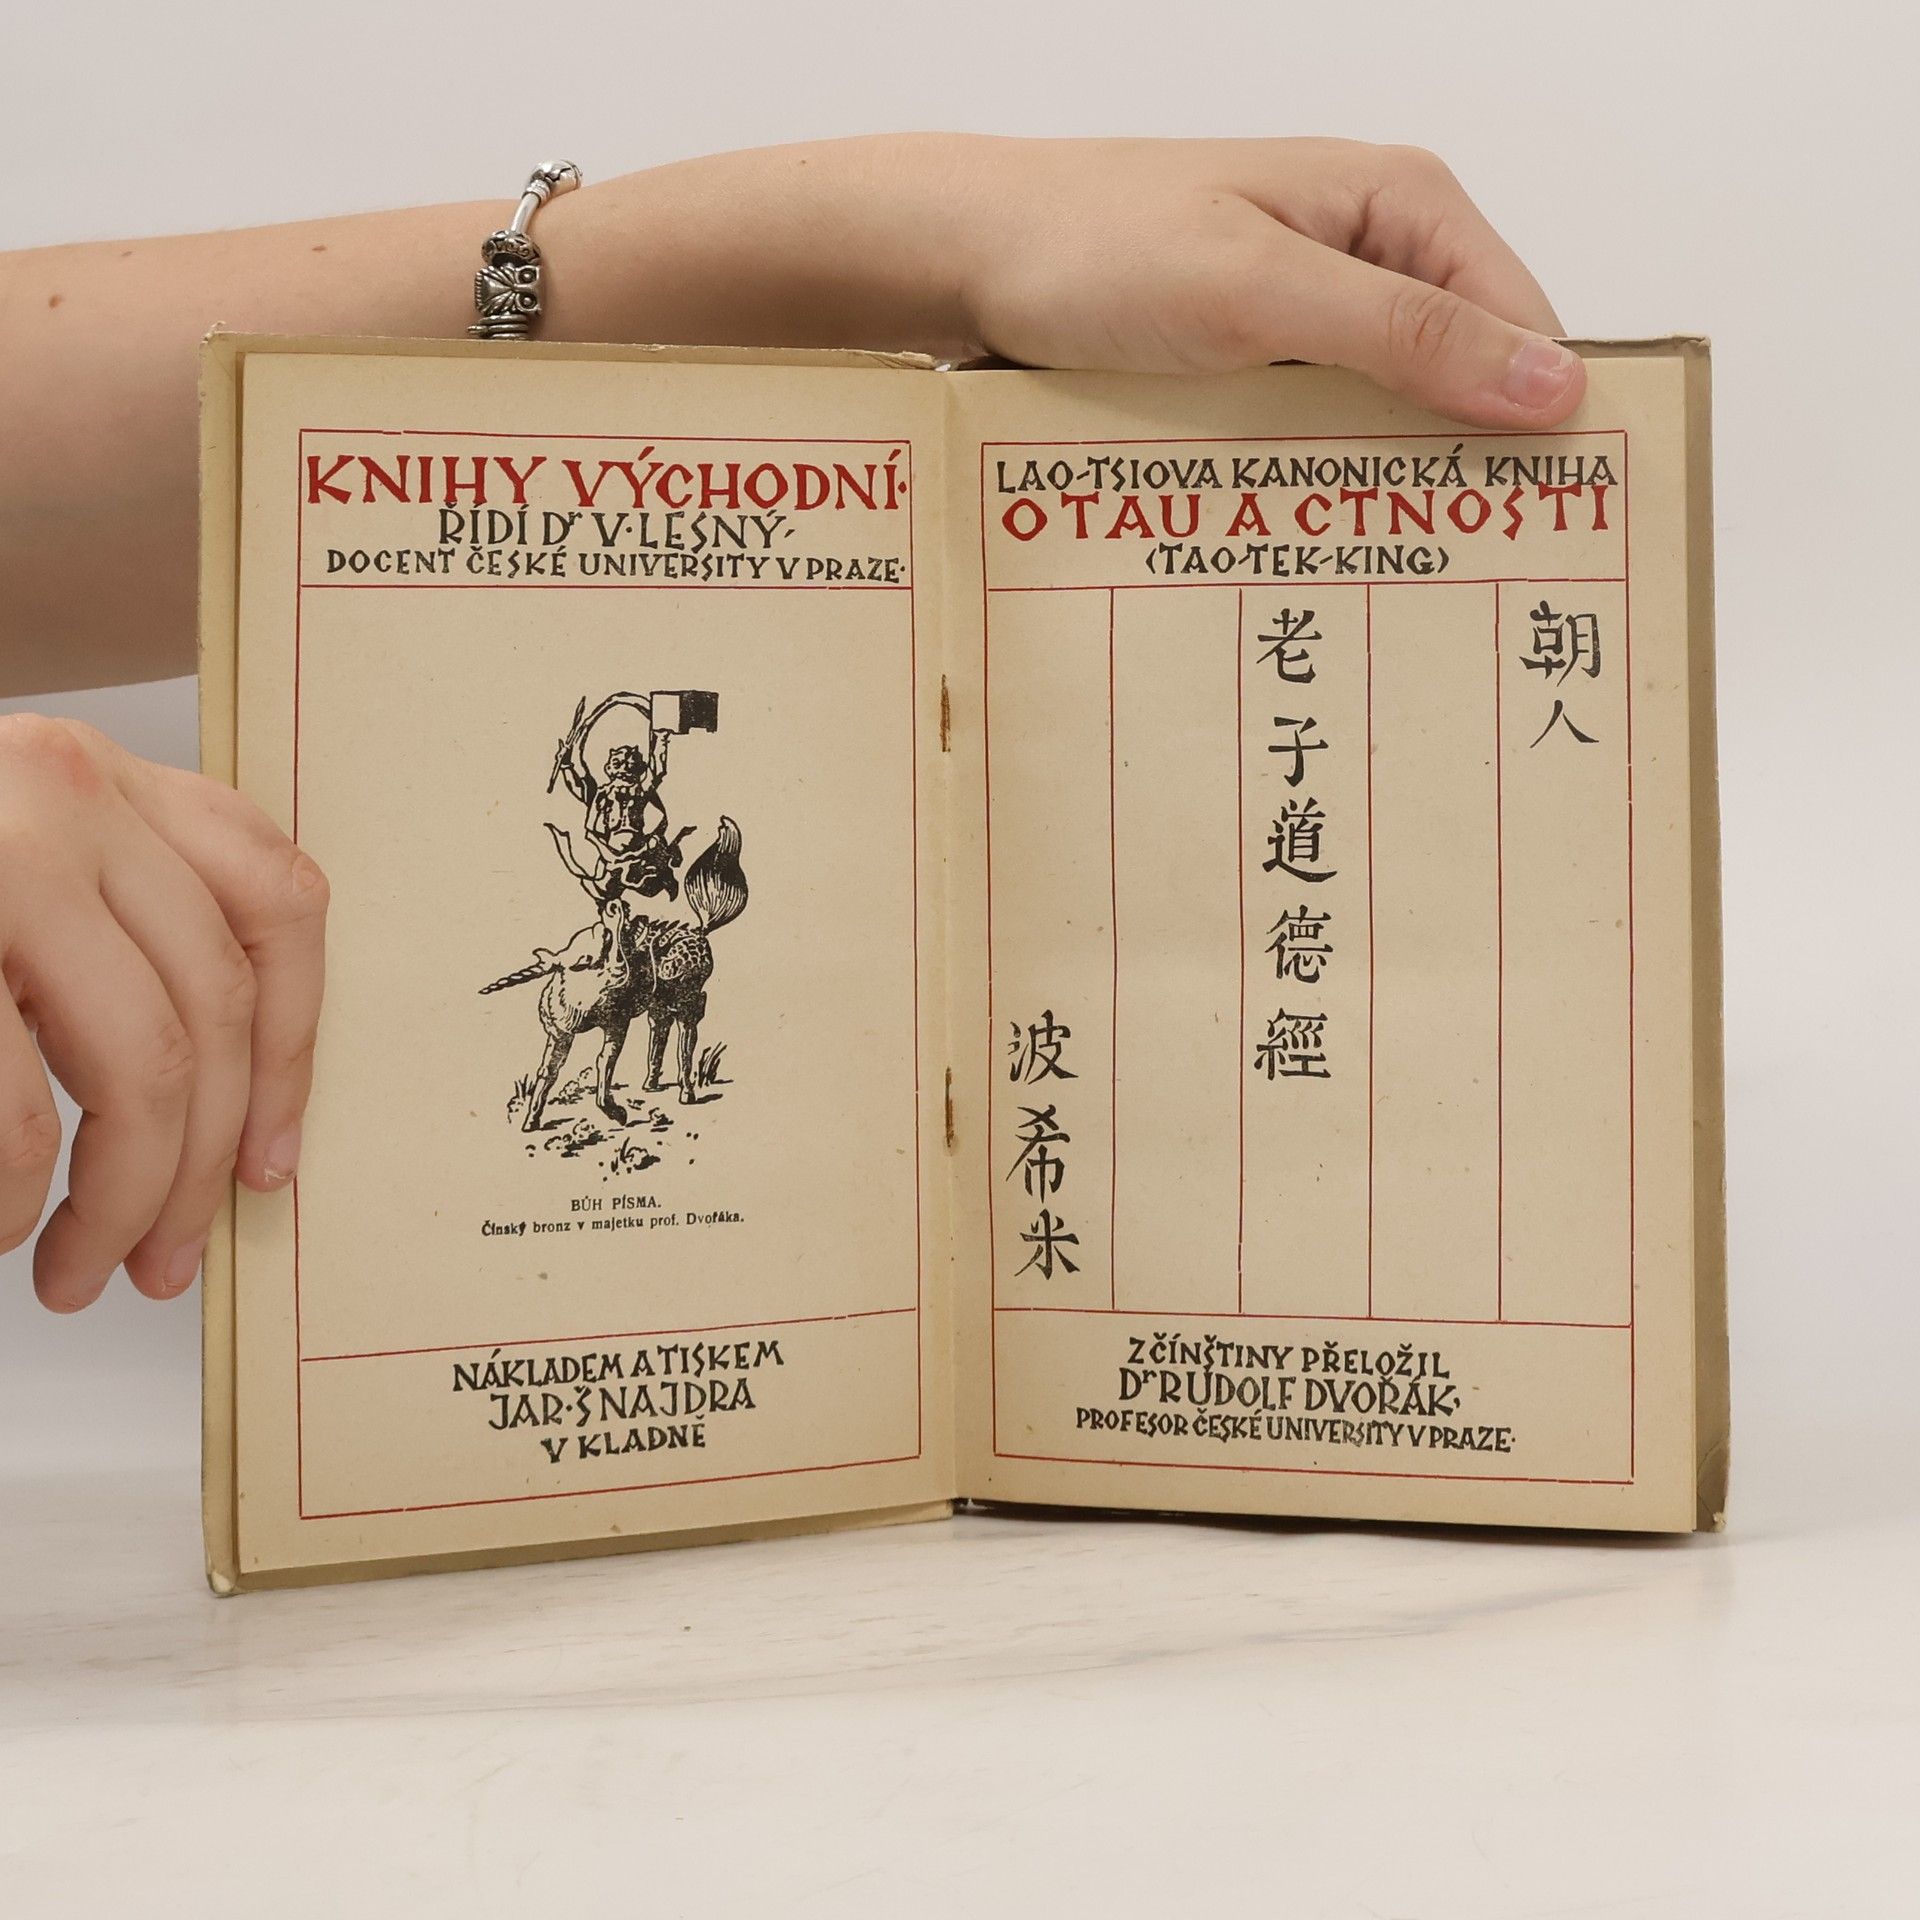 KNIHY VÝCHODNÍ·
ŘÍDÍ Dr V·LESNÝ,
DOCENT ČESKÉ UNIVERSITY V PRAZE·
BŮH PÍSMA.
Čínský bronz v majetku prof. Dvořáka.
NÁKLADEM A TISKEM
JAR·ŠNAJDRA
V KLADNĚ
LAO-TSIOVA KANONICKÁ KNIHA
O TAU A CTNOSTI
(TAO-TEK-KING)
朝人
老子道德經
波希米
Z ČÍNŠTINY PŘELOŽIL
Dr RUDOLF DVOŘÁK,
PROFESOR ČESKÉ UNIVERSITY V PRAZE·